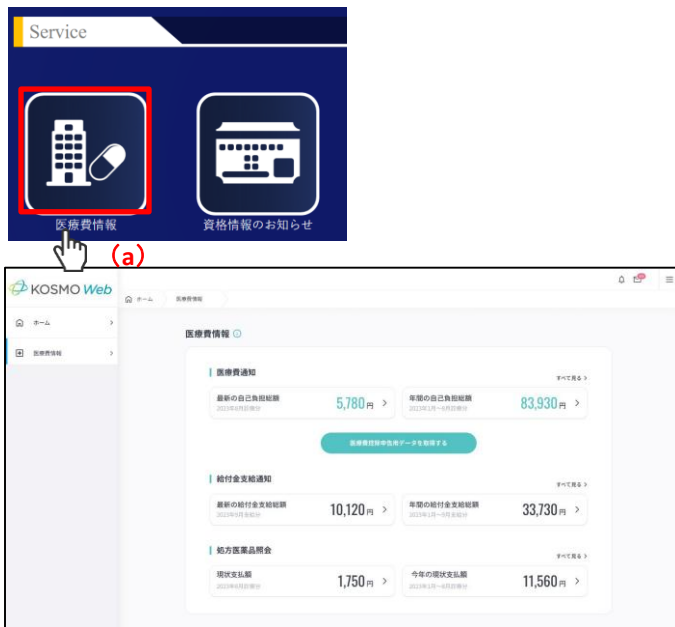 Service
医療費情報
資格情報のお知らせ
(a)
KOSMO Web
ホーム
医療費情報
ホーム
医療費情報
医療費情報
医療費通知
すべて見る
最新の自己負担総額
2023年6月診療分
5,780円
年間の自己負担総額
2023年1月～6月診療分
83,930円
医療費控除申告用データを取得する
給付金支給通知
すべて見る
最新の給付金支給総額
10,120円
年間の給付金支給総額
33,730円
処方医薬品照会
すべて見る
現状支払額
1,750円
今年の現状支払額
11,560円